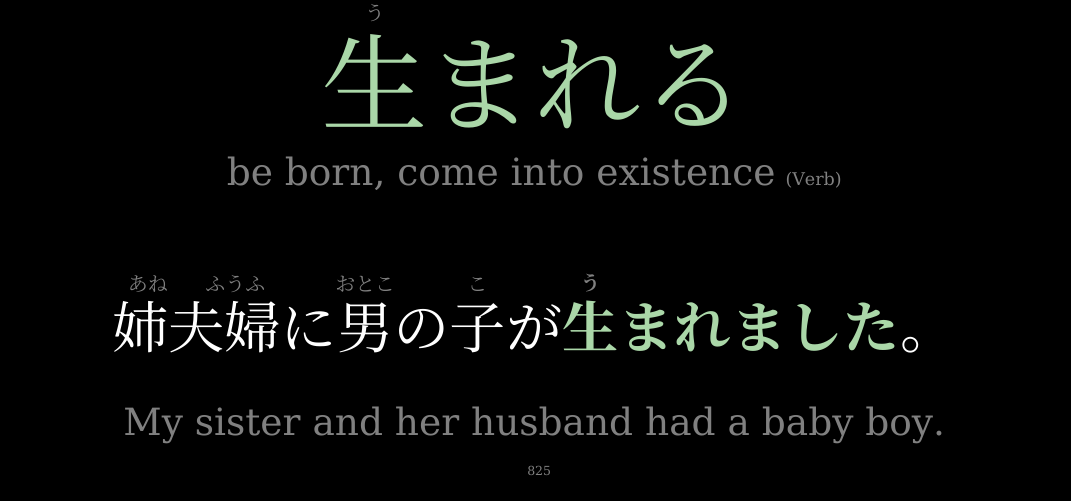 う
生まれる
be born, come into existence (Verb)
あね ふうふ おとこ こ う
姉夫婦に男の子が生まれました。
My sister and her husband had a baby boy.
825